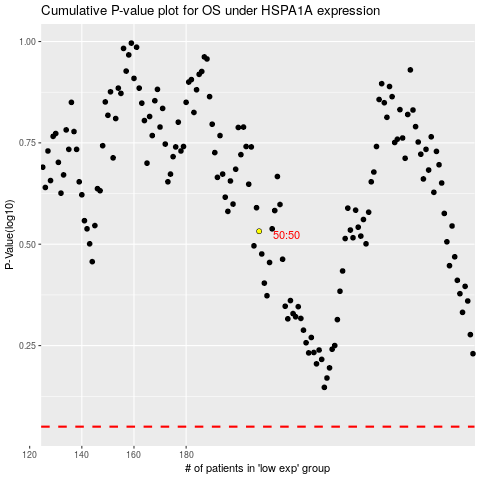 Cumulative P-value plot for OS under HSPA1A expression
P-Value(log10)
1.00
0.75
0.50
0.25
50:50
120 140 160 180
# of patients in 'low exp' group